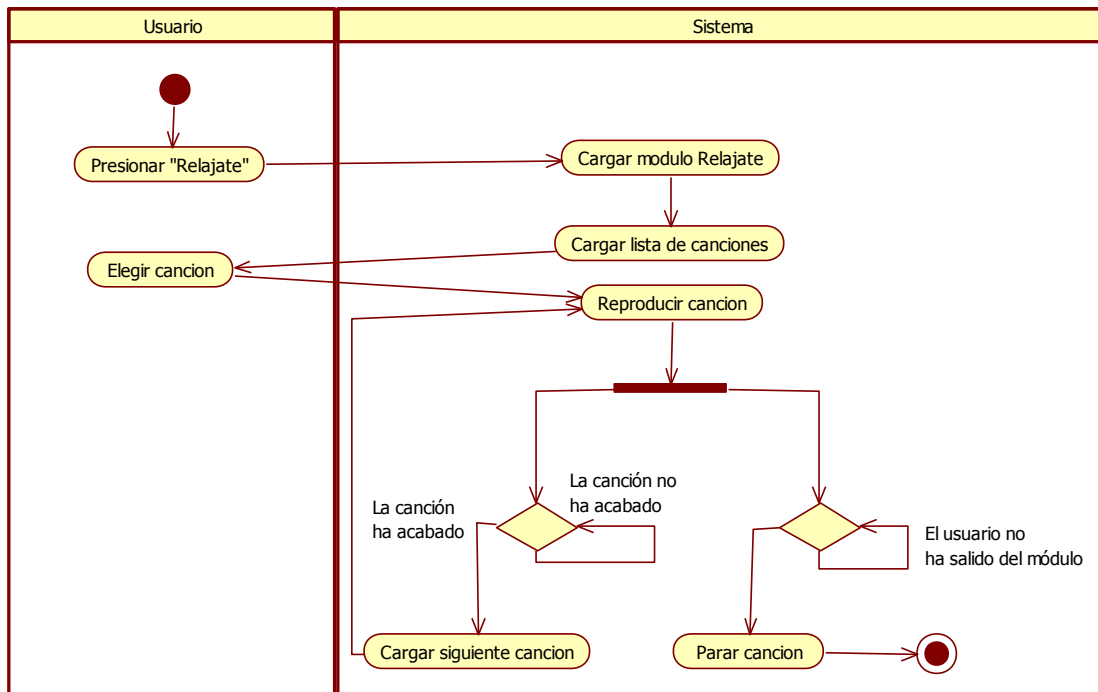 Usuario
Sistema
Presionar "Relajate"
Cargar modulo Relajate
Cargar lista de canciones
Elegir cancion
Reproducir cancion
La canción no
ha acabado
La canción
ha acabado
El usuario no
ha salido del módulo
Cargar siguiente cancion
Parar cancion